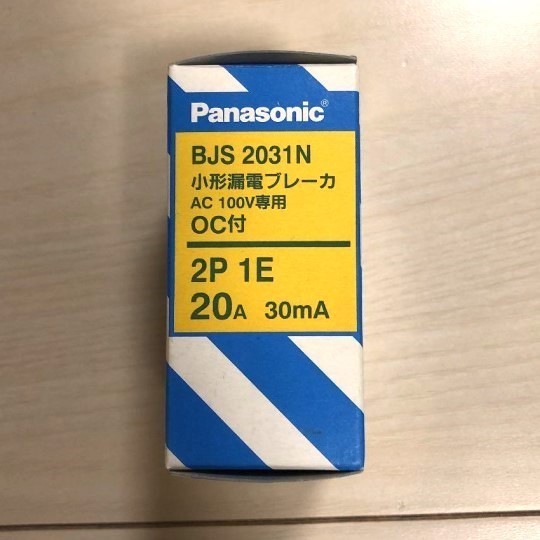 Panasonic®
BJS 2031N
小形漏電ブレーカ
AC 100V専用
OC付
2P 1E
20A 30mA